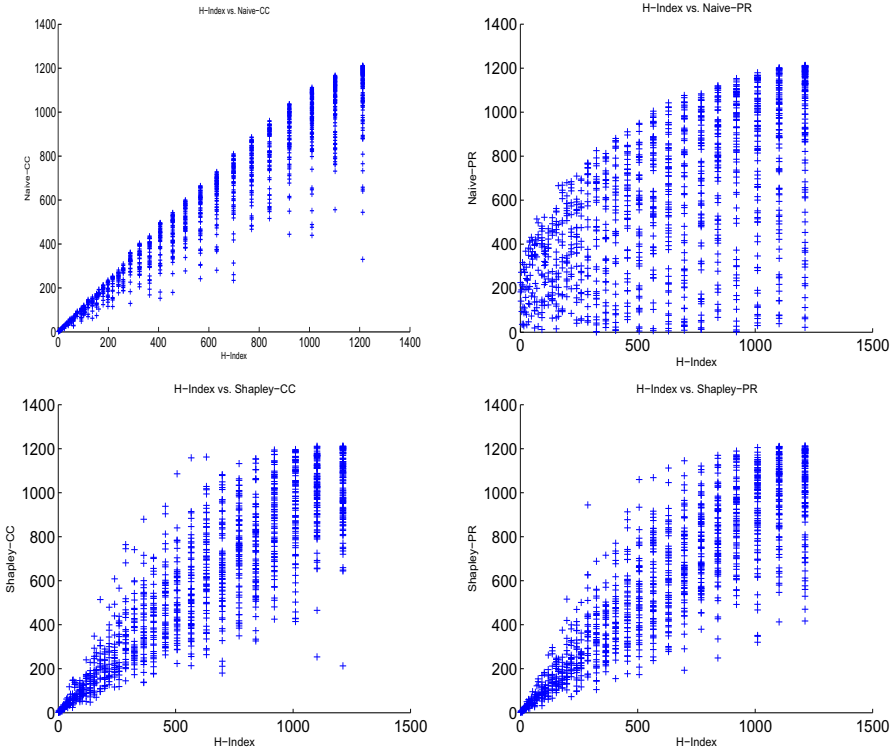 H-Index vs. Naive-CC
1400
1200
1000
800
600
400
200
0
Naive-CC
0 200 400 600 800 1000 1200 1400
H-Index
H-Index vs. Naive-PR
1400
1200
1000
800
600
400
200
0
Naive-PR
0 500 1000 1500
H-Index
H-Index vs. Shapley-CC
1400
1200
1000
800
600
400
200
0
Shapley-CC
0 500 1000 1500
H-Index
H-Index vs. Shapley-PR
1400
1200
1000
800
600
400
200
0
Shapley-PR
0 500 1000 1500
H-Index